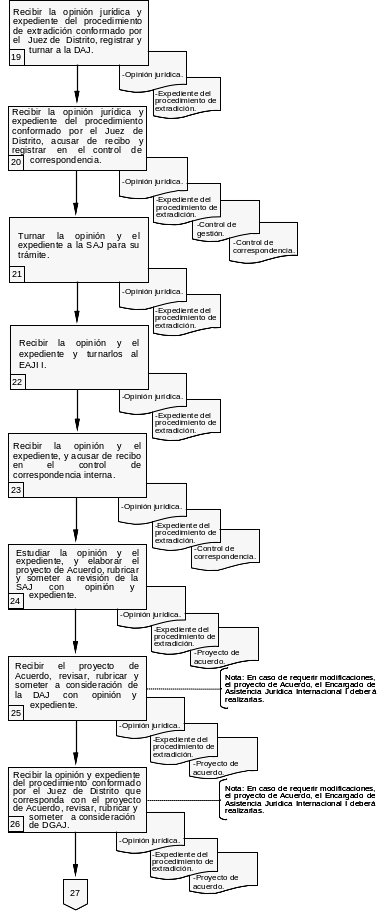 Recibir la opinión jurídica y
expediente del procedimiento
de extradición conformado por
el Juez de Distrito, registrar y
turnar a la DAJ.
19
-Opinión jurídica.
-Expediente del
procedimiento de
extradición.
Recibir la opinión jurídica y
expediente del procedimiento
conformado por el Juez de
Distrito, acusar de recibo y
registrar en el control de
correspondencia.
20
-Opinión jurídica.
-Expediente del
procedimiento de
extradición.
-Control de
gestión.
-Control de
correspondencia.
Turnar la opinión y el
expediente a la SAJ para su
trámite.
21
-Opinión jurídica.
-Expediente del
procedimiento de
extradición.
Recibir la opinión y el
expediente y turnarlos al
EAJI I.
22
-Opinión jurídica.
-Expediente del
procedimiento de
extradición.
Recibir la opinión y el
expediente, y acusar de recibo
en el control de
correspondencia interna.
23
-Opinión jurídica.
-Expediente del
procedimiento de
extradición.
-Control de
correspondencia.
Estudiar la opinión y el
expediente, y elaborar el
proyecto de Acuerdo, rubricar
y someter a revisión de la
SAJ con opinión y
expediente.
24
-Opinión jurídica.
-Expediente del
procedimiento de
extradición.
-Proyecto de
acuerdo.
Recibir el proyecto de
Acuerdo, revisar, rubricar y
someter a consideración de
la DAJ con opinión y
expediente.
25
Nota: En caso de requerir modificaciones,
el proyecto de Acuerdo, el Encargado de
Asistencia Jurídica Internacional I deberá
realizarlas.
-Opinión jurídica.
-Expediente del
procedimiento de
extradición.
-Proyecto de
acuerdo.
Recibir la opinión y expediente
del procedimiento conformado
por el Juez de Distrito que
corresponda con el proyecto
de Acuerdo, revisar, rubricar y
someter a consideración
de DGAJ.
26
Nota: En caso de requerir modificaciones,
el proyecto de Acuerdo, el Encargado de
Asistencia Jurídica Internacional I deberá
realizarlas.
-Opinión jurídica.
-Expediente del
procedimiento de
extradición.
-Proyecto de
acuerdo.
27